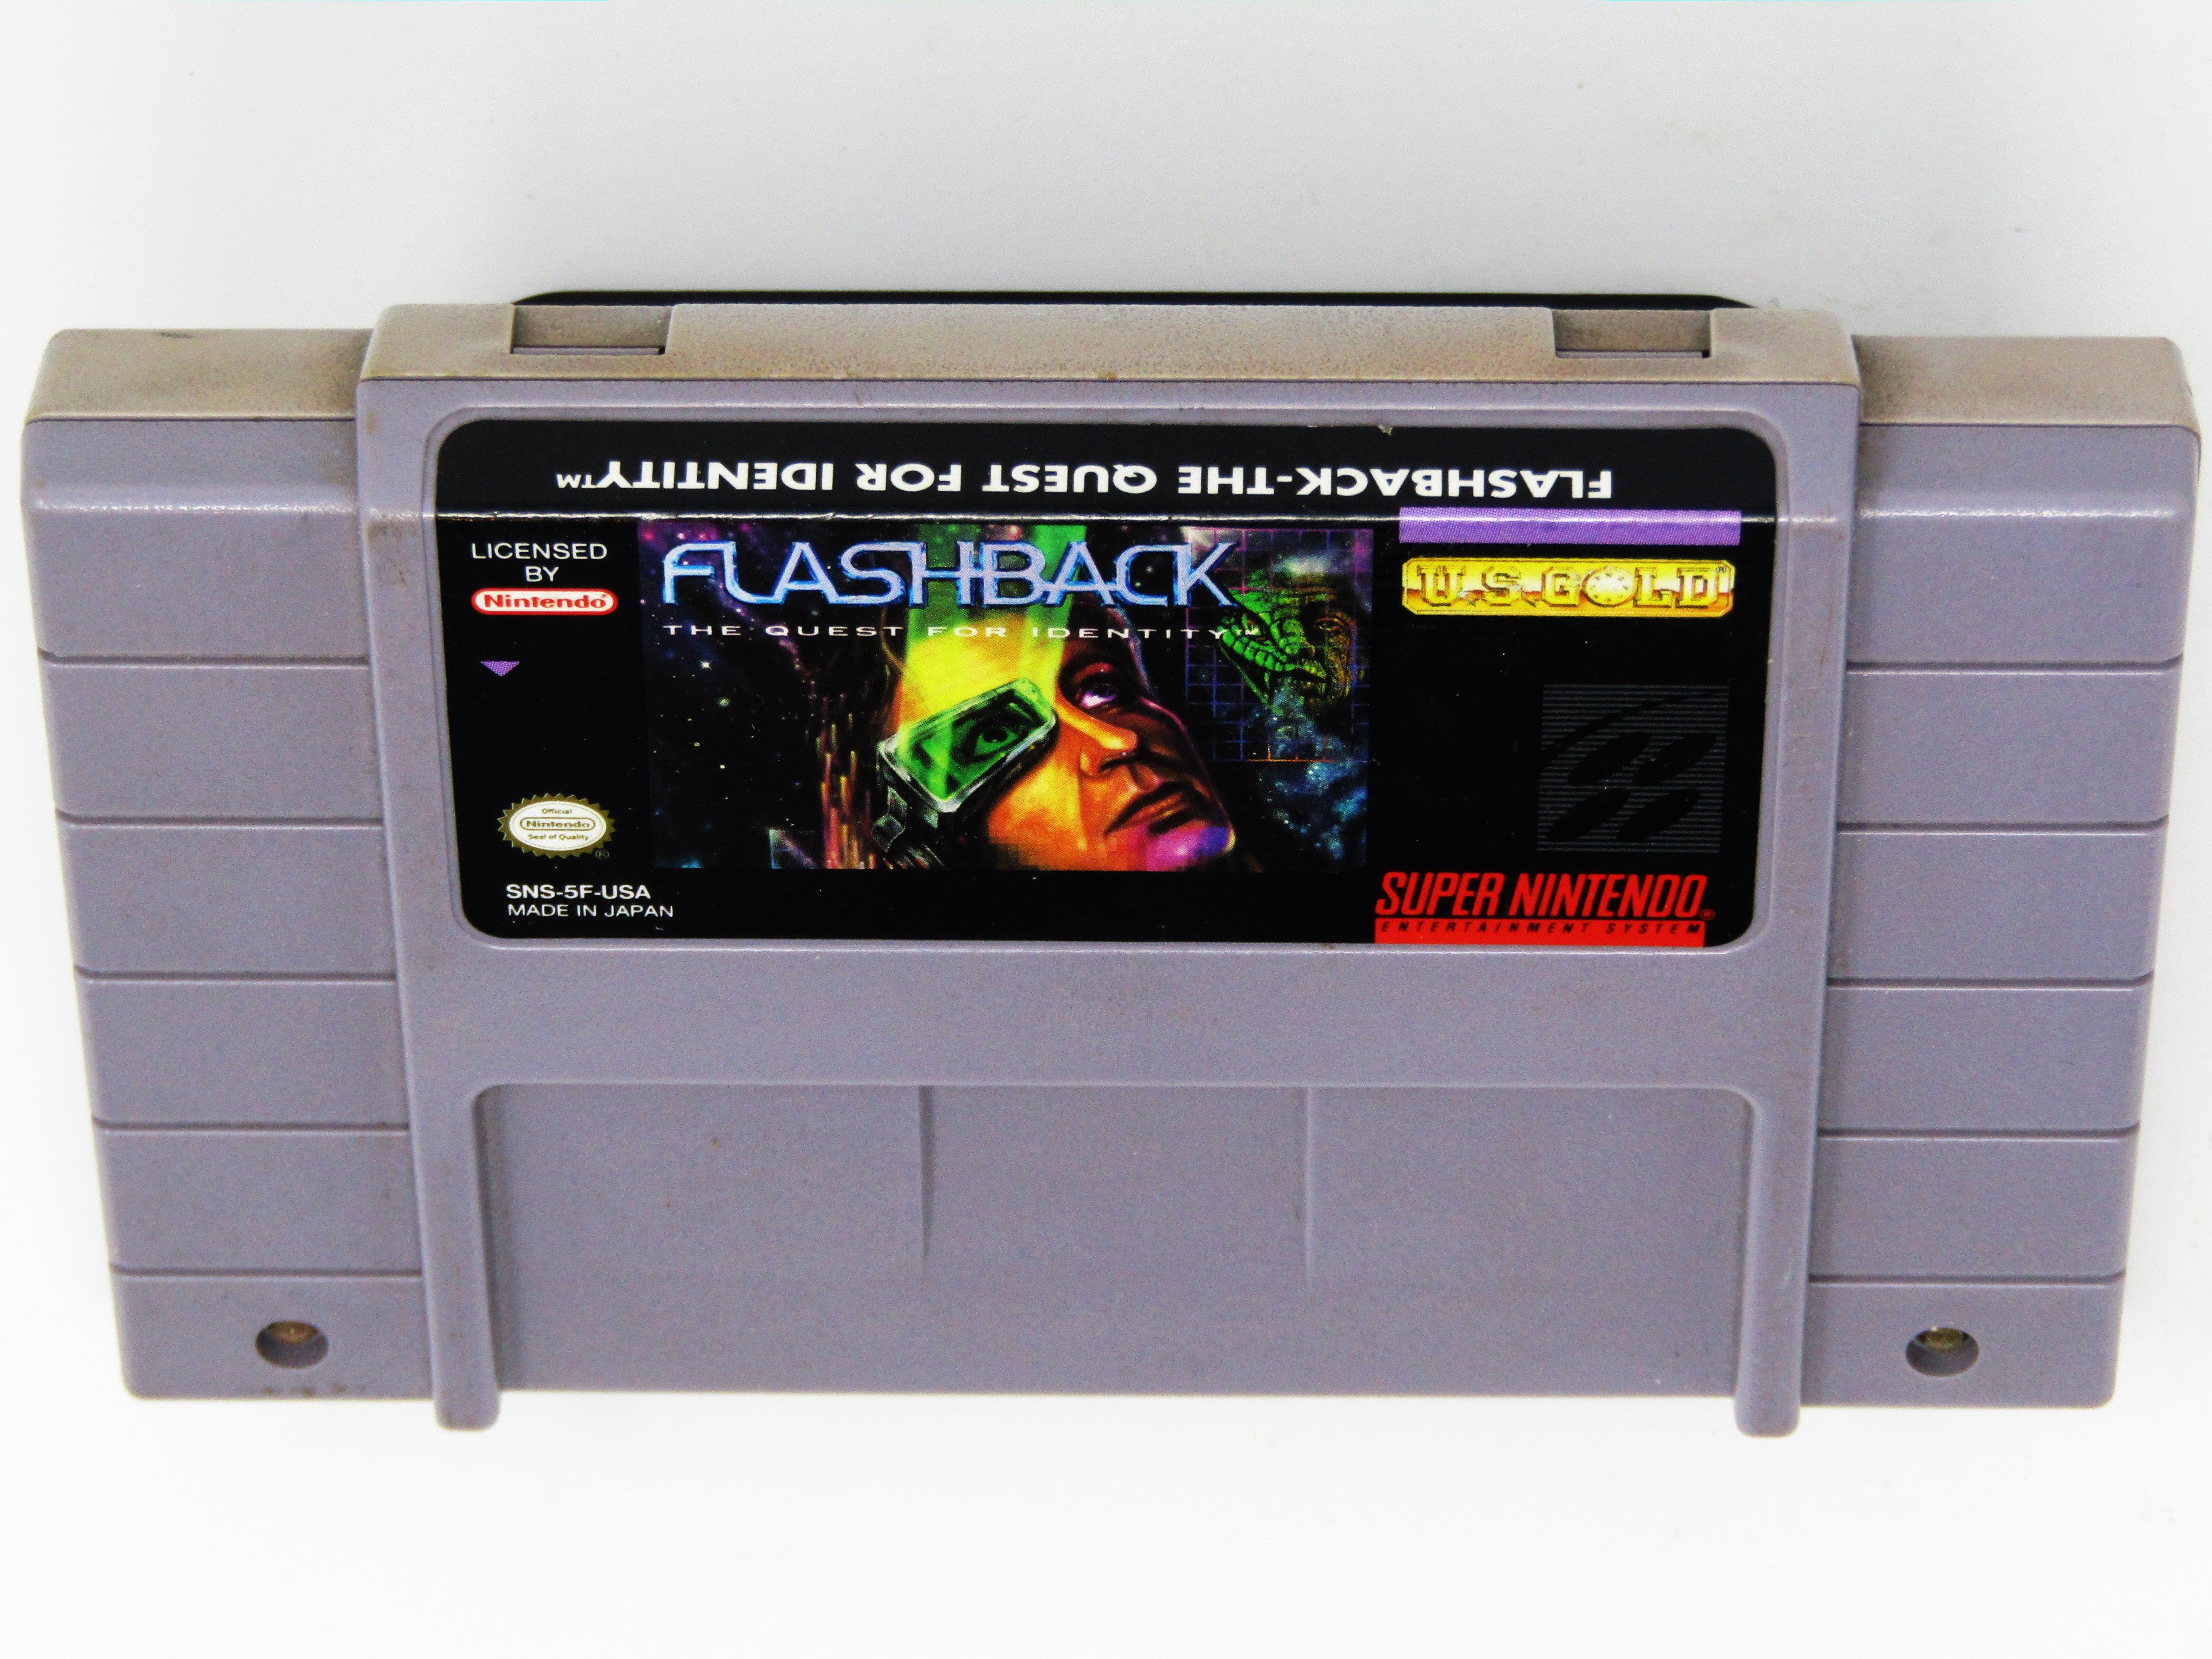 FLASHBACK-THE QUEST FOR IDENTITY™
LICENSED
BY
Nintendo®
FLASHBACK
THE QUEST FOR IDENTITY™
U.S.GOLD®
Official
Nintendo
Seal of Quality
®
SNS-5F-USA
MADE IN JAPAN
SUPER NINTENDO®
ENTERTAINMENT SYSTEM